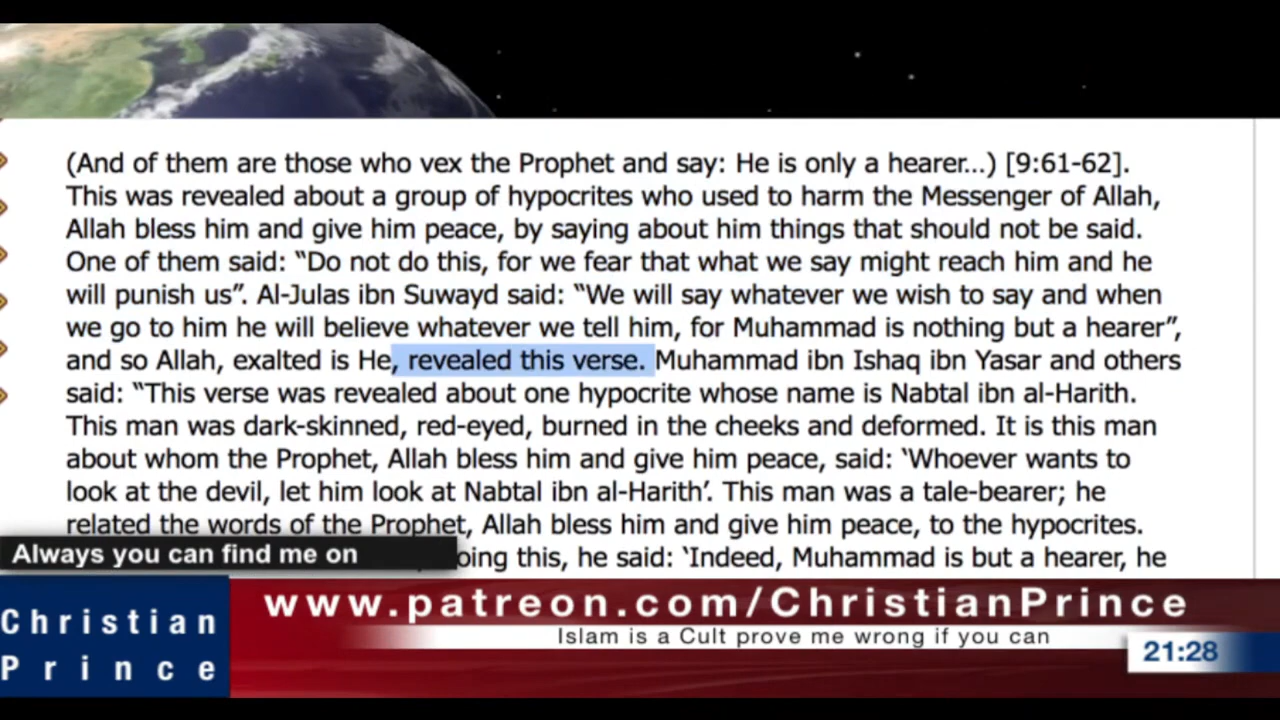 (And of them are those who vex the Prophet and say: He is only a hearer...) [9:61-62].
This was revealed about a group of hypocrites who used to harm the Messenger of Allah,
Allah bless him and give him peace, by saying about him things that should not be said.
One of them said: “Do not do this, for we fear that what we say might reach him and he
will punish us”. Al-Julas ibn Suwayd said: “We will say whatever we wish to say and when
we go to him he will believe whatever we tell him, for Muhammad is nothing but a hearer”,
and so Allah, exalted is He, revealed this verse. Muhammad ibn Ishaq ibn Yasar and others
said: “This verse was revealed about one hypocrite whose name is Nabtal ibn al-Harith.
This man was dark-skinned, red-eyed, burned in the cheeks and deformed. It is this man
about whom the Prophet, Allah bless him and give him peace, said: ‘Whoever wants to
look at the devil, let him look at Nabtal ibn al-Harith’. This man was a tale-bearer; he
related the words of the Prophet, Allah bless him and give him peace, to the hypocrites.
this, he said: ‘Indeed, Muhammad is but a hearer, he
Always you can find me on
www.patreon.com/ChristianPrince
Islam is a Cult prove me wrong if you can
Christian
Prince
21:28